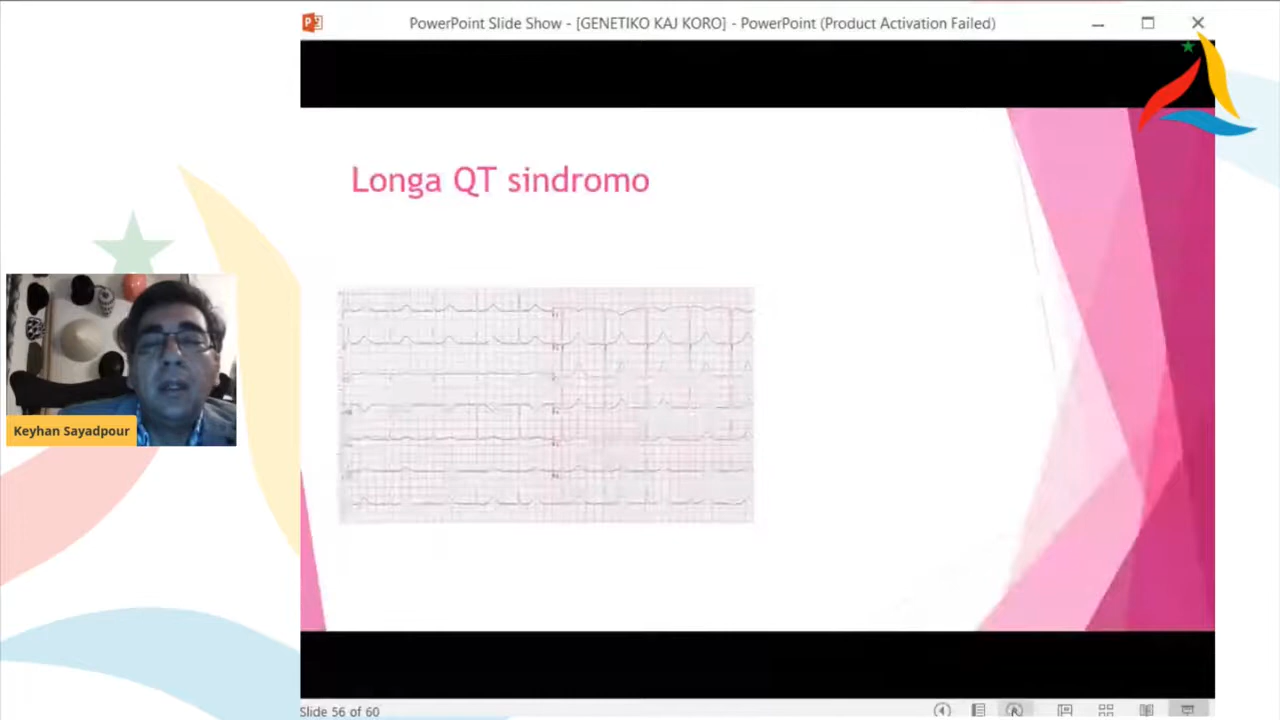 PowerPoint Slide Show - [GENETIKO KAJ KORO] - PowerPoint (Product Activation Failed)
Longa QT sindromo
Keyhan Sayadpour
Slide 56 of 60